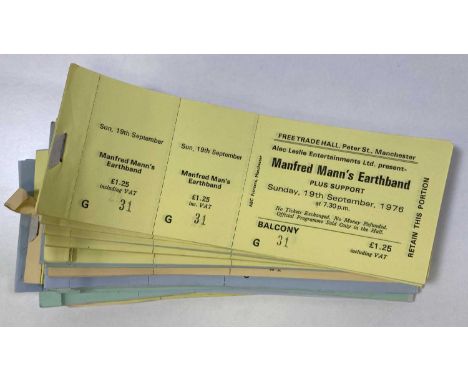 Sun, 19th September
Manfred Mann's
Earthband
£1.25
including VAT
G 31
Sun, 19th September
Manfred Mann's
Earthband
£1.25
inc. VAT
G 31
FREE TRADE HALL, Peter St., Manchester
Alec Leslie Entertainments Ltd. present-
Manfred Mann's Earthband
PLUS SUPPORT
Sunday, 19th September, 1976
at 7.30p.m.
No Tickets Exchanged. No Money Refunded.
Official Programme Sold Only in the Hall.
BALCONY £1.25
G 31 including VAT
RETAIN THIS PORTION
Manchester